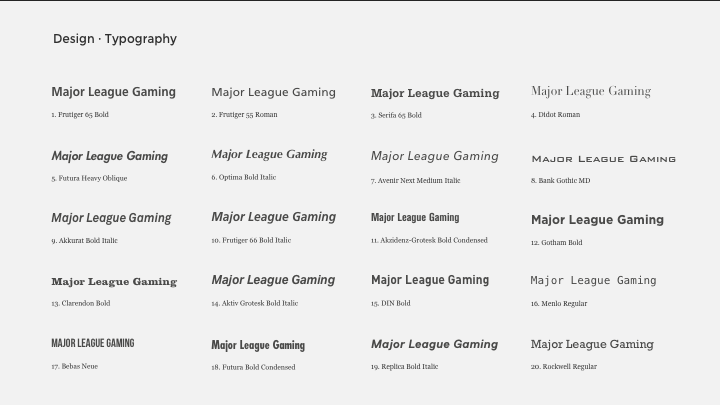 Design · Typography
Major League Gaming
1. Frutiger 65 Bold
Major League Gaming
2. Frutiger 55 Roman
Major League Gaming
3. Serifa 65 Bold
Major League Gaming
4. Didot Roman
Major League Gaming
5. Futura Heavy Oblique
Major League Gaming
6. Optima Bold Italic
Major League Gaming
7. Avenir Next Medium Italic
Major League Gaming
8. Bank Gothic MD
Major League Gaming
9. Akkurat Bold Italic
Major League Gaming
10. Frutiger 66 Bold Italic
Major League Gaming
11. Akzidenz-Grotesk Bold Condensed
Major League Gaming
12. Gotham Bold
Major League Gaming
13. Clarendon Bold
Major League Gaming
14. Aktiv Grotesk Bold Italic
Major League Gaming
15. DIN Bold
Major League Gaming
16. Menlo Regular
MAJOR LEAGUE GAMING
17. Bebas Neue
Major League Gaming
18. Futura Bold Condensed
Major League Gaming
19. Replica Bold Italic
Major League Gaming
20. Rockwell Regular